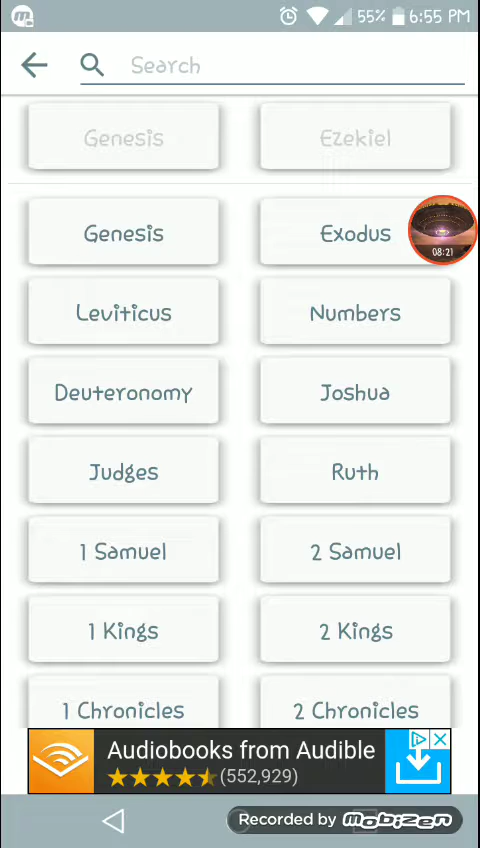 55% 6:55 PM
Search
Genesis Ezekiel
Genesis Exodus
08:21
Leviticus Numbers
Deuteronomy Joshua
Judges Ruth
1 Samuel 2 Samuel
1 Kings 2 Kings
1 Chronicles 2 Chronicles
Audiobooks from Audible
(552,929)
Recorded by mobizen